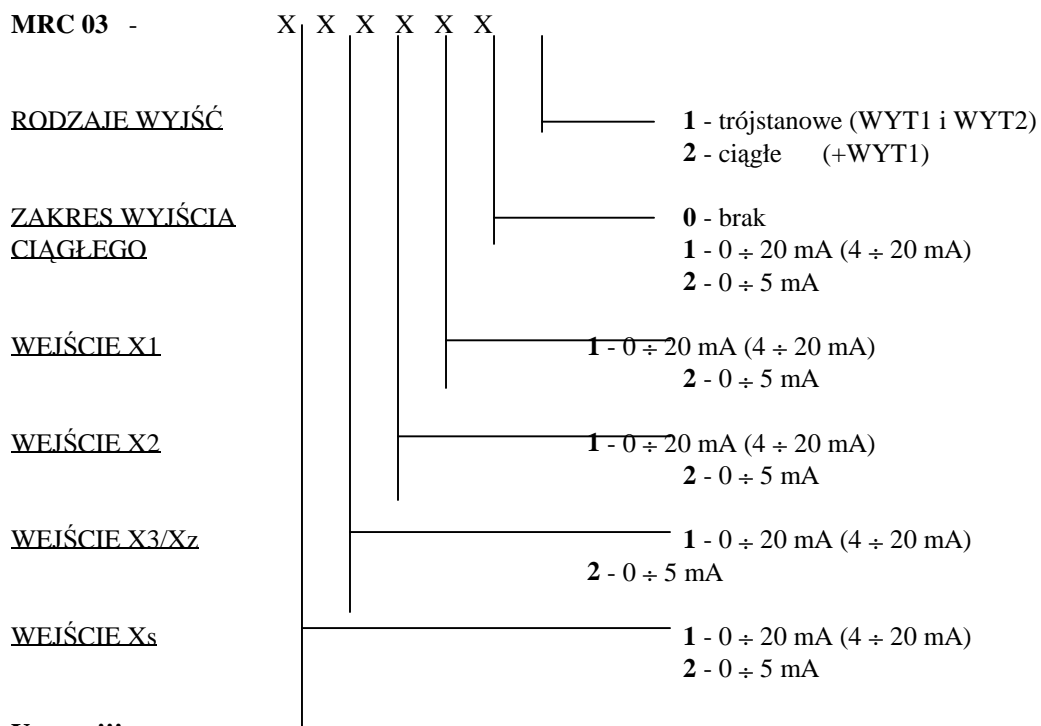 MRC 03 - X X X X X X
RODZAJE WYJŚĆ 1 - trójstanowe (WYT1 i WYT2)
2 - ciągłe (+WYT1)
ZAKRES WYJŚCIA 0 - brak
CIĄGŁEGO 1 - 0 ÷ 20 mA (4 ÷ 20 mA)
2 - 0 ÷ 5 mA
WEJŚCIE X1 1 - 0 ÷ 20 mA (4 ÷ 20 mA)
2 - 0 ÷ 5 mA
WEJŚCIE X2 1 - 0 ÷ 20 mA (4 ÷ 20 mA)
2 - 0 ÷ 5 mA
WEJŚCIE X3/Xz 1 - 0 ÷ 20 mA (4 ÷ 20 mA)
2 - 0 ÷ 5 mA
WEJŚCIE Xs 1 - 0 ÷ 20 mA (4 ÷ 20 mA)
2 - 0 ÷ 5 mA